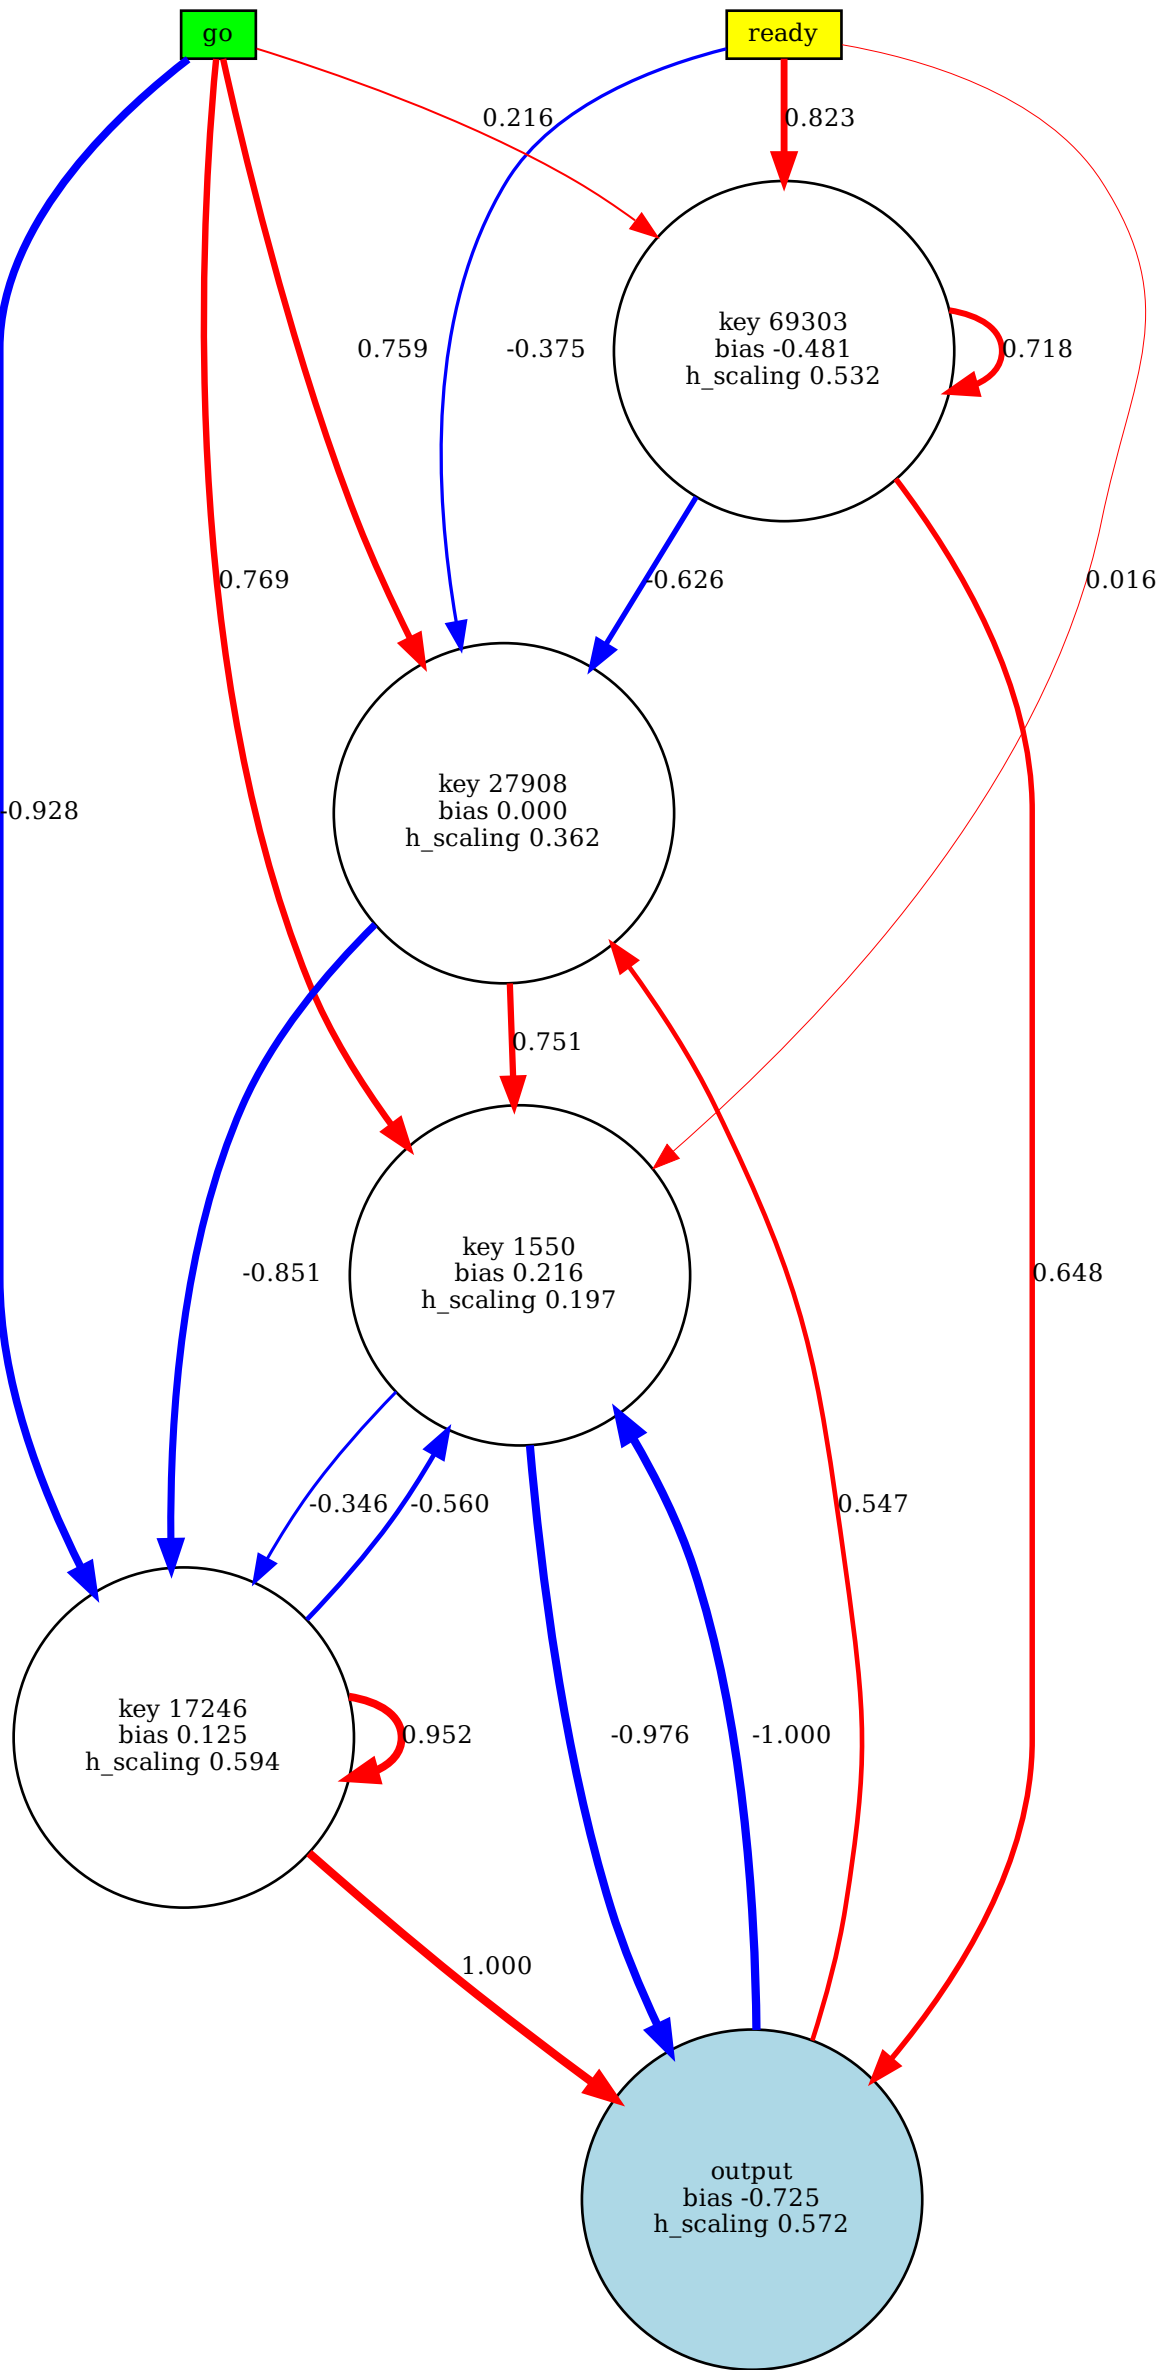 go
ready
0.216
0.823
key 69303
bias -0.481
h_scaling 0.532
0.759
-0.375
0.718
0.769
-0.626
0.016
key 27908
bias 0.000
h_scaling 0.362
-0.928
0.751
key 1550
bias 0.216
h_scaling 0.197
-0.851
0.648
-0.346
-0.560
0.547
key 17246
bias 0.125
h_scaling 0.594
0.952
-0.976
-1.000
1.000
output
bias -0.725
h_scaling 0.572